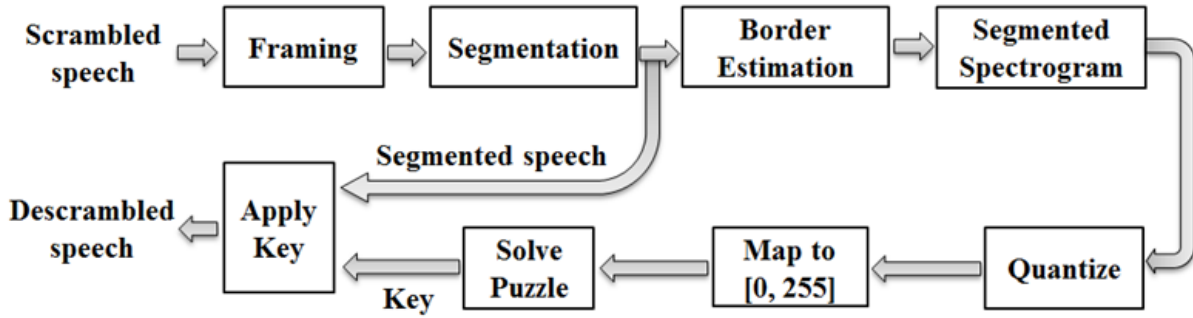 Scrambled
speech
Framing
Segmentation
Border
Estimation
Segmented
Spectrogram
Segmented speech
Descrambled
speech
Apply
Key
Key
Solve
Puzzle
Map to
[0, 255]
Quantize